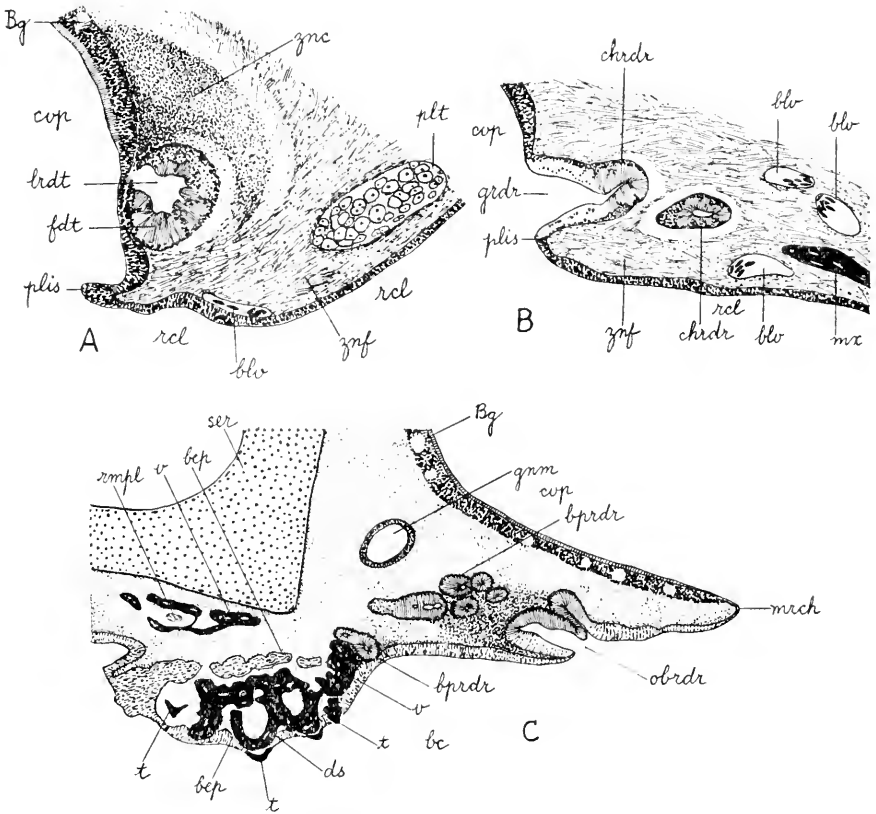 Bg
znc
cvp
plt
brdt
fdt
plis
rcl
rcl
A
znf
blv
chrdr
cvp
blv
blv
grdr
plis
rcl
B
znf
chrdr
blv
mx
ser
rmpl v bep
Bg
gnm
cvp
bprdr
mrch
obrdr
bprdr
v
t
bc
C
t
bep
ds
t